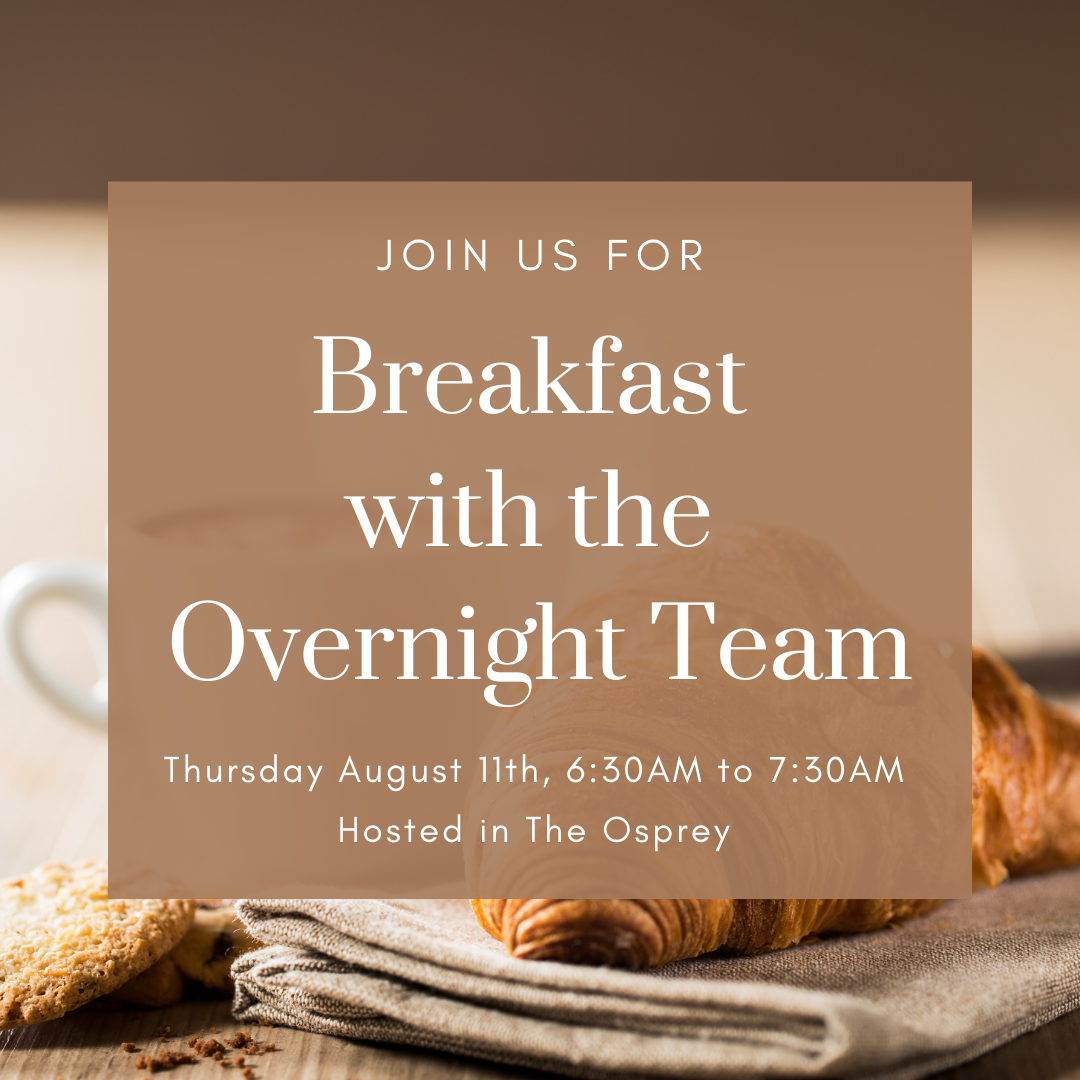 JOIN US FOR
Breakfast
with the
Overnight Team
Thursday August 11th, 6:30AM to 7:30AM
Hosted in The Osprey